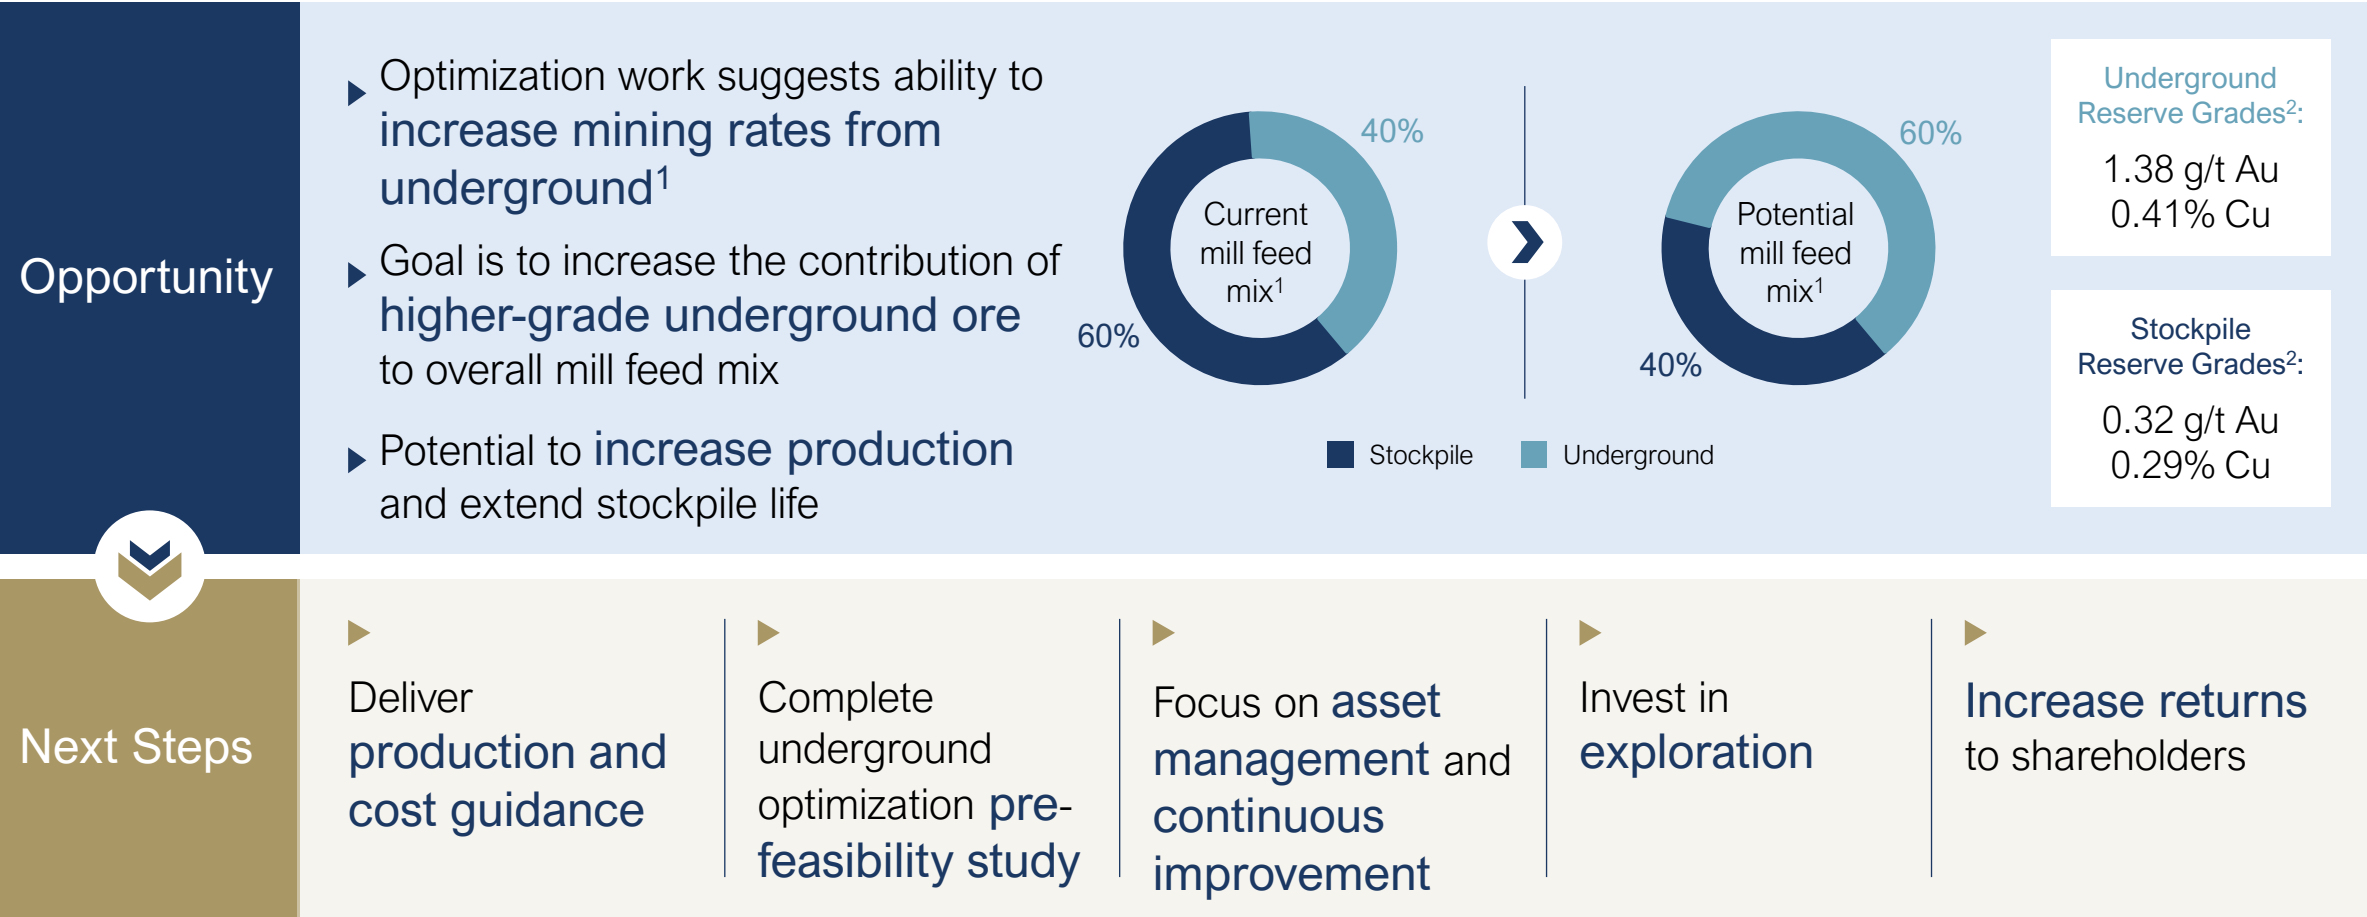 Opportunity
Optimization work suggests ability to
increase mining rates from
underground¹
Goal is to increase the contribution of
higher-grade underground ore
to overall mill feed mix
Potential to increase production
and extend stockpile life
40%
60%
Current
mill feed
mix¹
60%
40%
Potential
mill feed
mix¹
Stockpile
Underground
Underground
Reserve Grades²:
1.38 g/t Au
0.41% Cu
Stockpile
Reserve Grades²:
0.32 g/t Au
0.29% Cu
Next Steps
Deliver
production and
cost guidance
Complete
underground
optimization pre-
feasibility study
Focus on asset
management and
continuous
improvement
Invest in
exploration
Increase returns
to shareholders